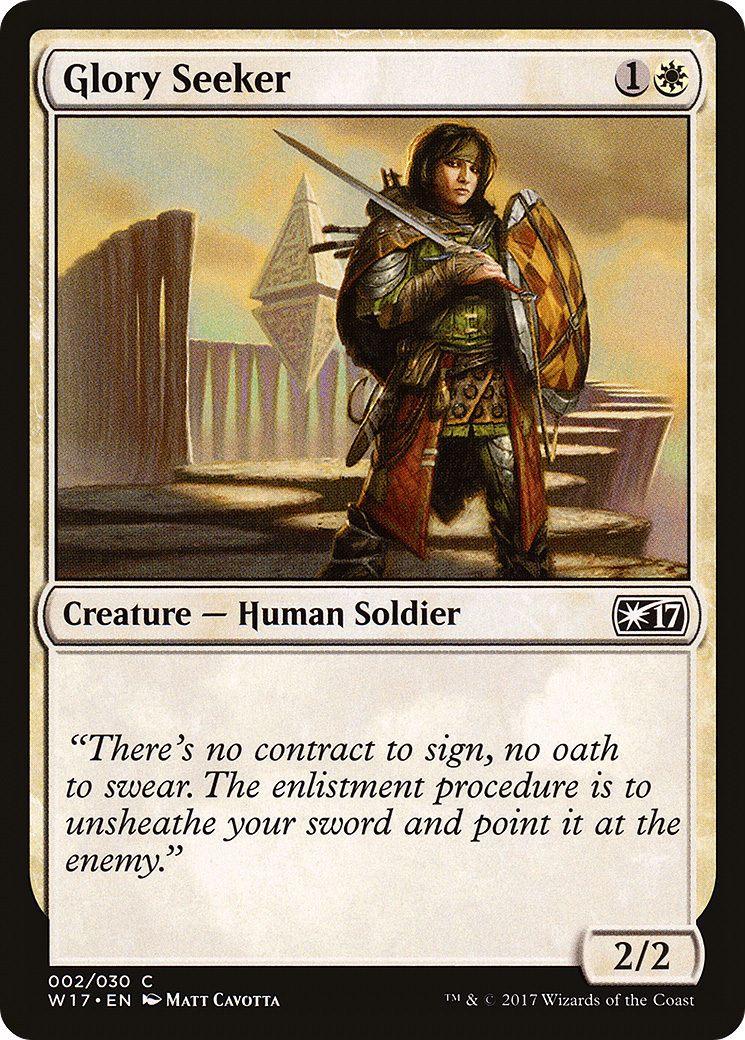 Glory Seeker 1
Creature — Human Soldier 17
“There’s no contract to sign, no oath
to swear. The enlistment procedure is to
unsheathe your sword and point it at the
enemy.”
2/2
002/030 C
W17 • EN Matt Cavotta ™ & © 2017 Wizards of the Coast